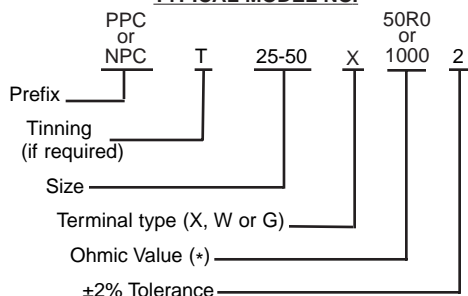 TYPICAL MODEL NO.
PPC
or
NPC T 25-50 X 50R0
or
1000 2
Prefix
Tinning
(if required)
Size
Terminal type (X, W or G)
Ohmic Value (*)
±2% Tolerance